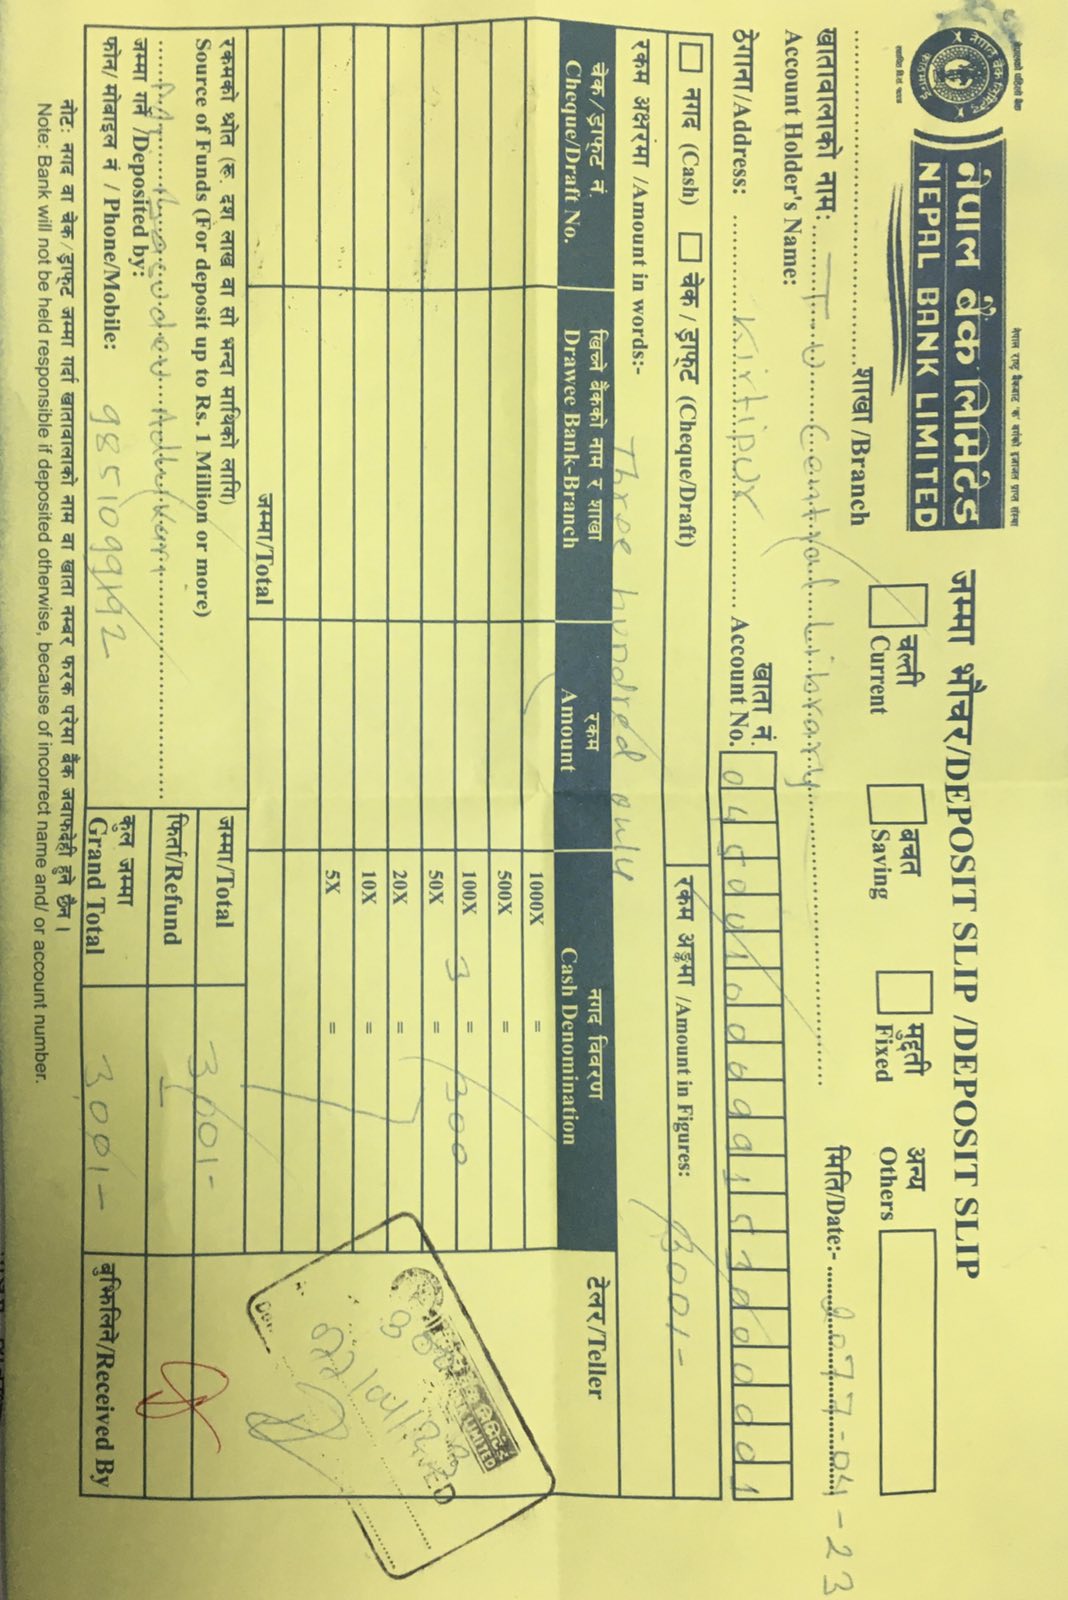 नेपाल राष्ट्र बैंकबाट "क" वर्गको इजाजत प्राप्त संस्था
नेपाल बैंक लिमिटेड
NEPAL BANK LIMITED
जम्मा भौचर/DEPOSIT SLIP /DEPOSIT SLIP
शाखा /Branch
चल्ती
Current
बचत
Saving
मुद्दती
Fixed
अन्य
Others
मिति/Date:- 2077-04-23
खातावालाको नाम: T.U Central Library
Account Holder's Name:
ठेगाना/Address: Kirtipur
खाता नं.
Account No.
नगद (Cash) चेक / ड्राफ्ट (Cheque/Draft)
रकम अङ्कमा /Amount in Figures: 300/-
रकम अक्षरमा /Amount in words:- Three hundred only
चेक /ड्राफ्ट नं. खिच्ने बैंकको नाम र शाखा रकम नगद विवरण टेलर/Teller
Cheque/Draft No. Drawee Bank-Branch Amount Cash Denomination
1000X =
500X =
100X 3 = 300
50X =
20X =
10X =
5X =
जम्मा/Total
रकमको श्रोत (रू. दश लाख वा सो भन्दा माथिको लागि)
Source of Funds (For deposit up to Rs. 1 Million or more)
जम्मा/Total 300/-
जम्मा गर्ने /Deposited by:
फिर्ता/Refund
फोन/ मोबाइल नं / Phone/Mobile: 9851099192
कुल जम्मा
Grand Total 300/-
बुझिलिने/Received By
नोट: नगद वा चेक/ड्राफ्ट जम्मा गर्दा खातावालाको नाम वा खाता नम्बर फरक परेमा बैंक जवाफदेही हुने छैन।
Note: Bank will not be held responsible if deposited otherwise, because of incorrect name and/ or account number.